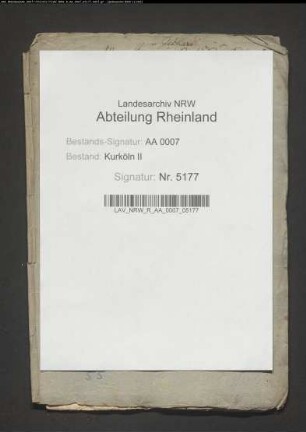 Landesarchiv NRW
Abteilung Rheinland
Bestands-Signatur: AA 0007
Bestand: Kurköln II
Signatur: Nr. 5177
LAV_NRW_R_AA_0007_05177